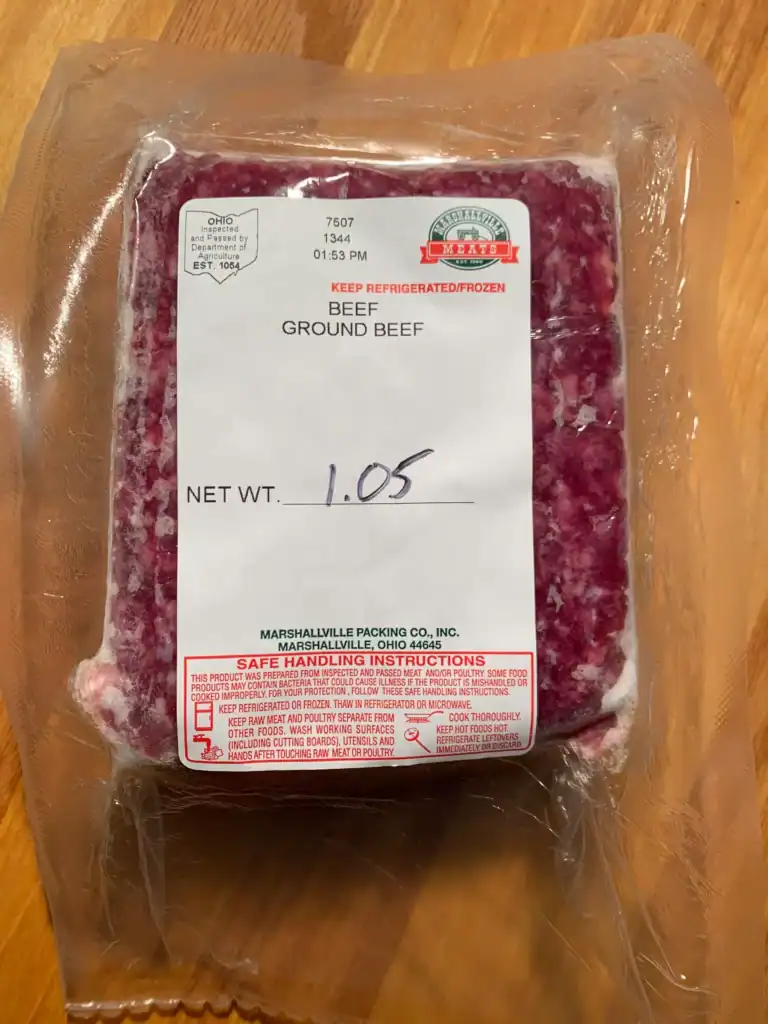 OHIO
Inspected
and Passed by
Department of
Agriculture
EST. 1054
7507
1344
01:53 PM
MARSHALLVILLE
MEATS
EST. 1960
KEEP REFRIGERATED/FROZEN
BEEF
GROUND BEEF
NET WT. 1.05
MARSHALLVILLE PACKING CO., INC.
MARSHALLVILLE, OHIO 44645
SAFE HANDLING INSTRUCTIONS
THIS PRODUCT WAS PREPARED FROM INSPECTED AND PASSED MEAT AND/OR POULTRY. SOME FOOD
PRODUCTS MAY CONTAIN BACTERIA THAT COULD CAUSE ILLNESS IF THE PRODUCT IS MISHANDLED OR
COOKED IMPROPERLY. FOR YOUR PROTECTION, FOLLOW THESE SAFE HANDLING INSTRUCTIONS.
KEEP REFRIGERATED OR FROZEN. THAW IN REFRIGERATOR OR MICROWAVE.
KEEP RAW MEAT AND POULTRY SEPARATE FROM
OTHER FOODS. WASH WORKING SURFACES
(INCLUDING CUTTING BOARDS), UTENSILS AND
HANDS AFTER TOUCHING RAW MEAT OR POULTRY.
COOK THOROUGHLY.
KEEP HOT FOODS HOT.
REFRIGERATE LEFTOVERS
IMMEDIATELY OR DISCARD.